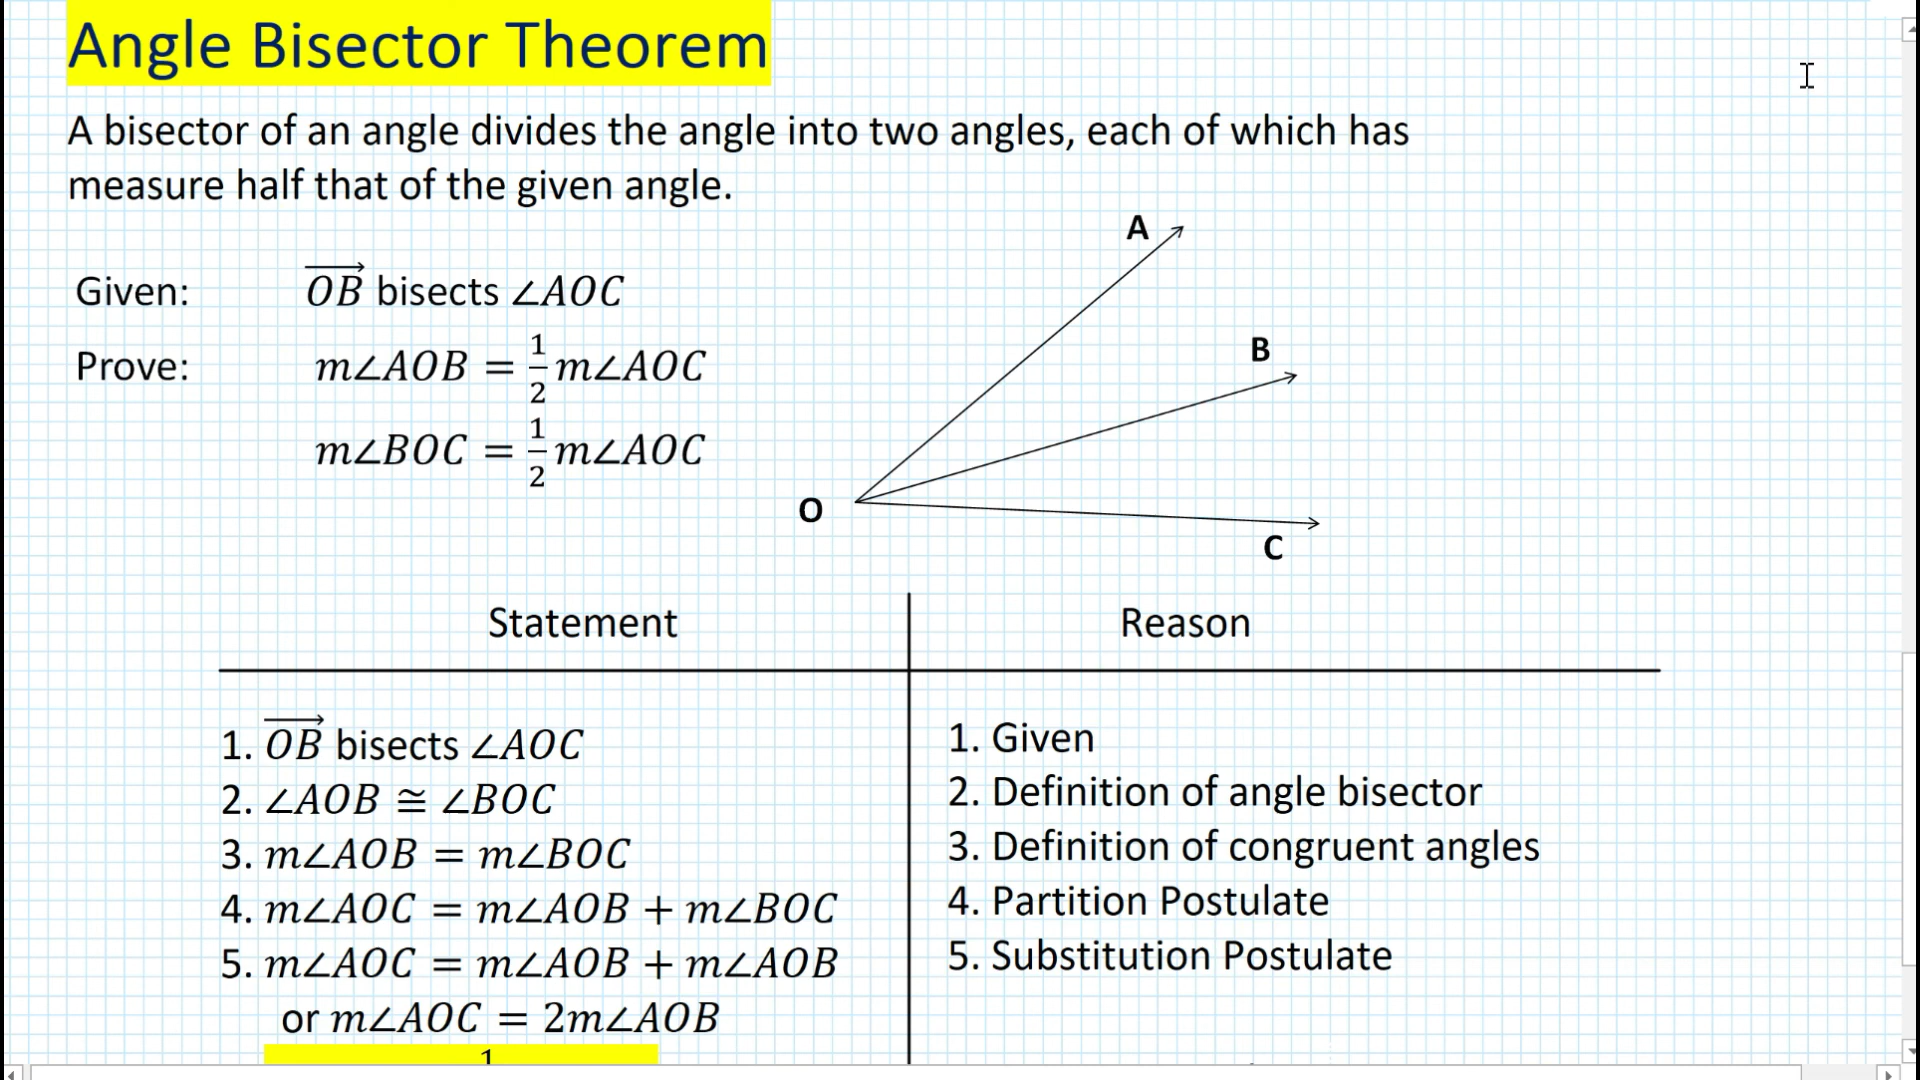 Angle Bisector Theorem
A bisector of an angle divides the angle into two angles, each of which has
measure half that of the given angle.
A
Given: $\overrightarrow{OB}$ bisects ∠AOC
B
Prove: m∠AOB = $\frac{1}{2}$ m∠AOC
m∠BOC = $\frac{1}{2}$ m∠AOC
O
C
Statement Reason
1. $\overrightarrow{OB}$ bisects ∠AOC 1. Given
2. ∠AOB ≅ ∠BOC 2. Definition of angle bisector
3. m∠AOB = m∠BOC 3. Definition of congruent angles
4. m∠AOC = m∠AOB + m∠BOC 4. Partition Postulate
5. m∠AOC = m∠AOB + m∠AOB 5. Substitution Postulate
or m∠AOC = 2m∠AOB